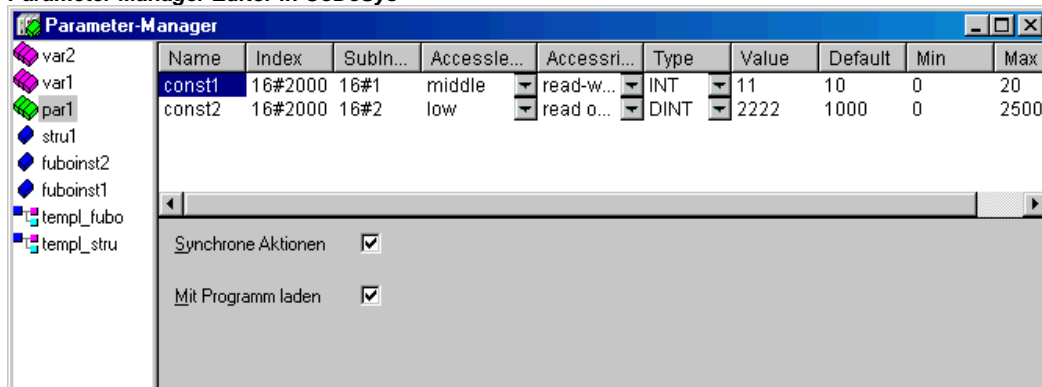 Parameter-Manager Editor in CoDeSys
Parameter-Manager
var2
var1
par1
stru1
fuboinst2
fuboinst1
templ_fubo
templ_stru
Name Index SubIn... Accessle... Accessri... Type Value Default Min Max
const1 16#2000 16#1 middle read-w... INT 11 10 0 20
const2 16#2000 16#2 low read o... DINT 2222 1000 0 2500
Synchrone Aktionen
Mit Programm laden